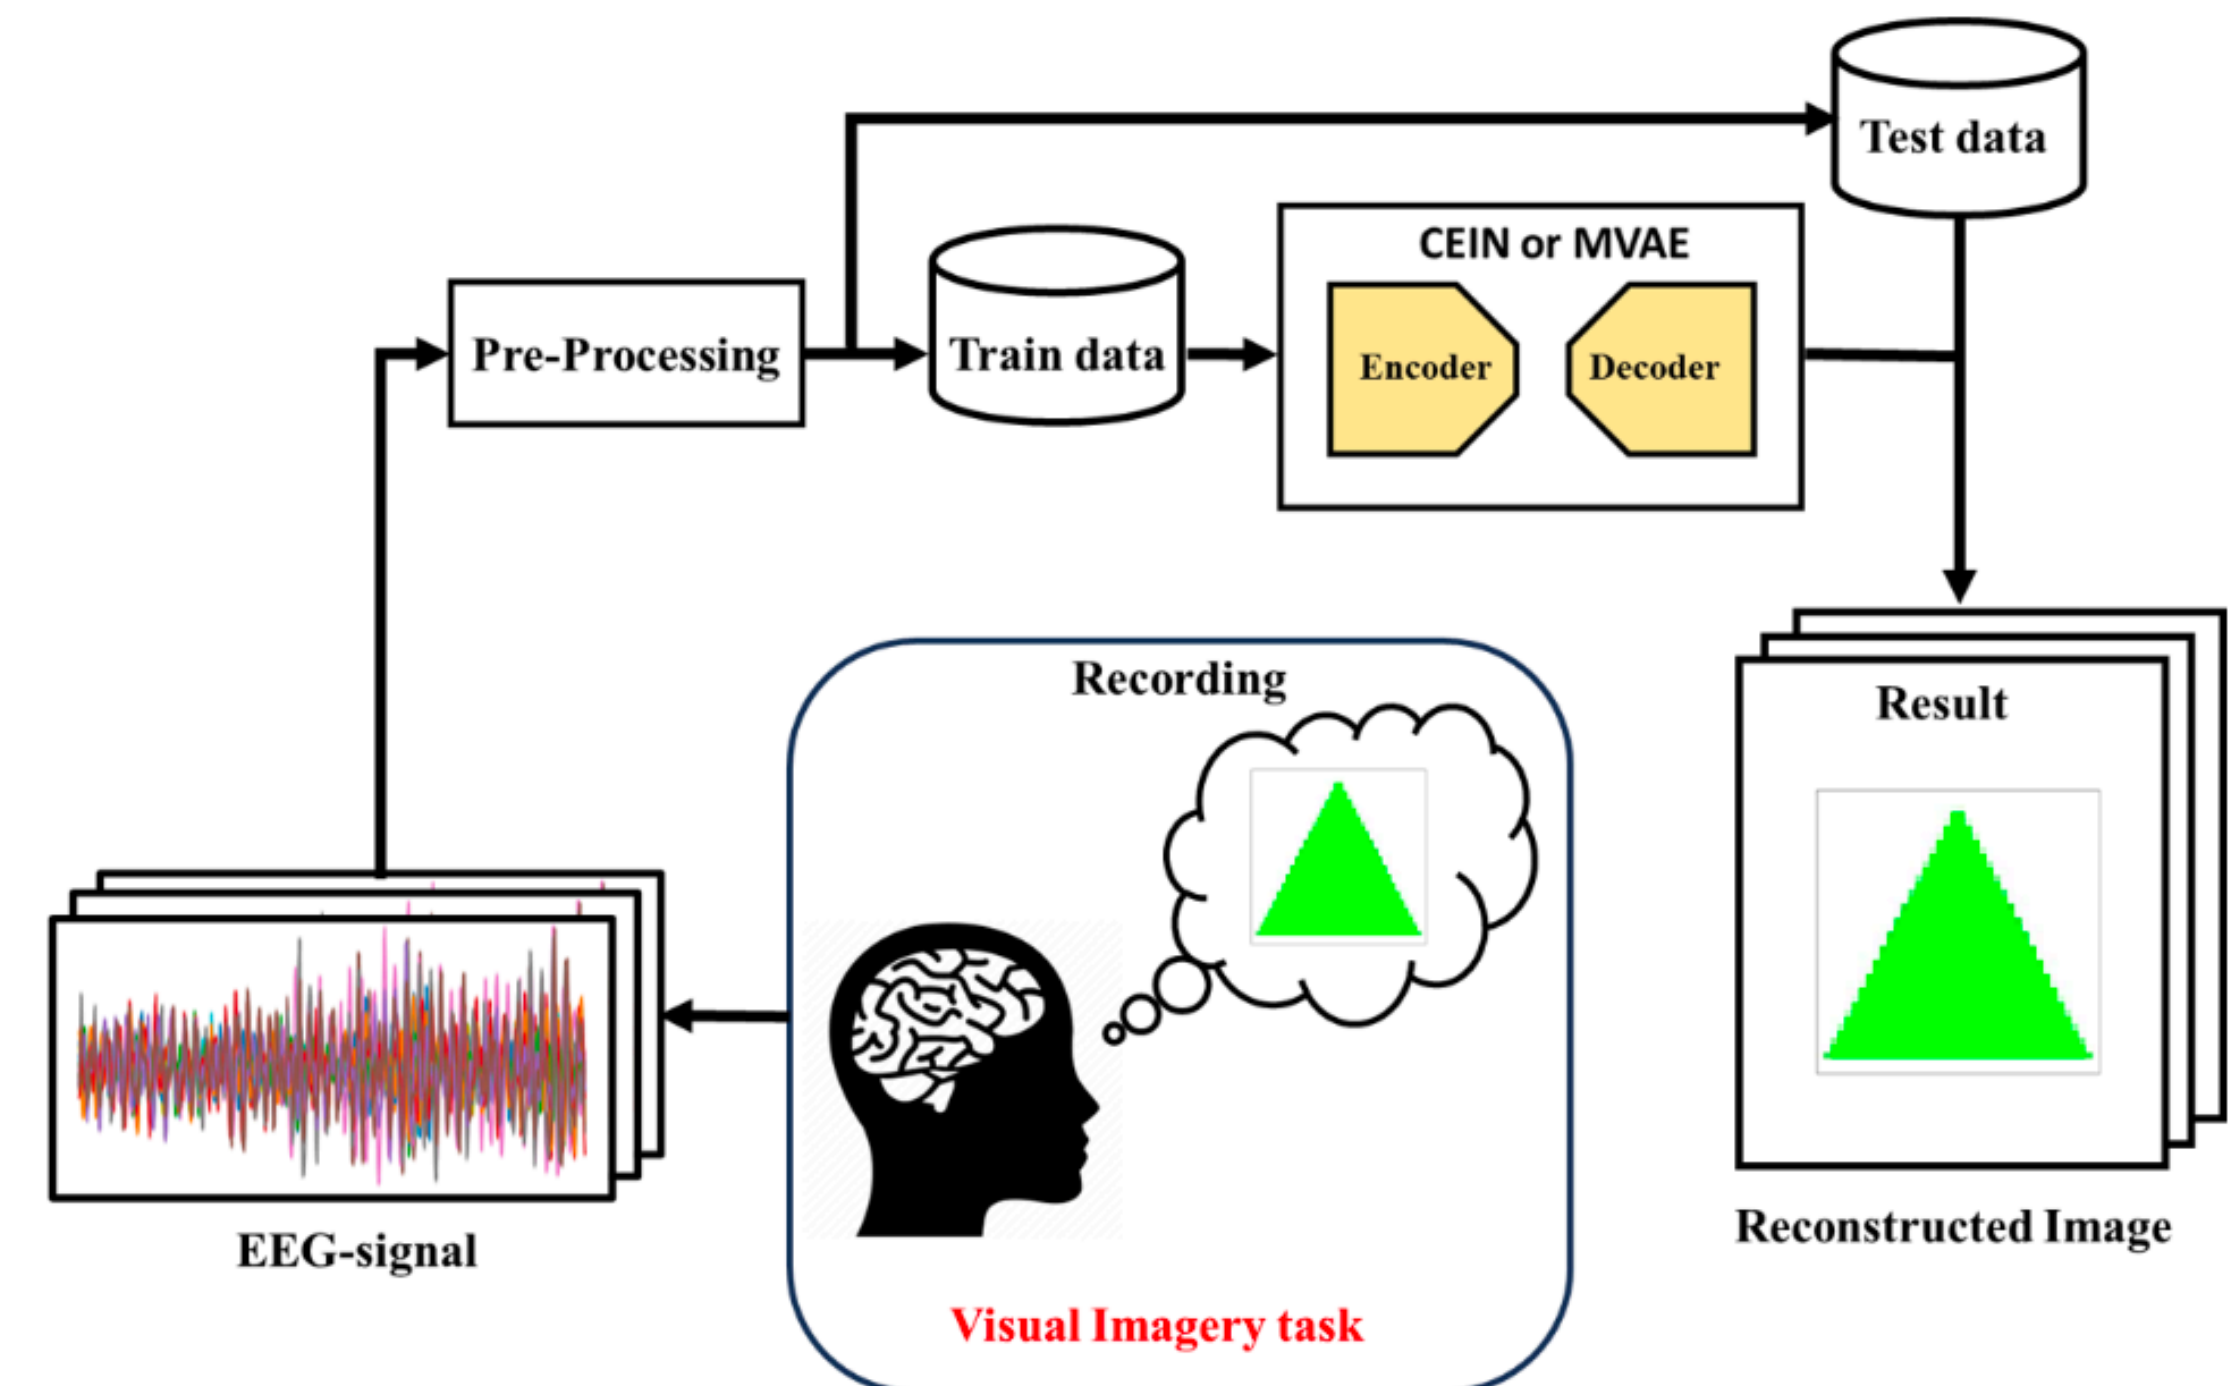 Test data
CEIN or MVAE
Pre-Processing
Train data
Encoder
Decoder
Recording
Result
EEG-signal
Reconstructed Image
Visual Imagery task